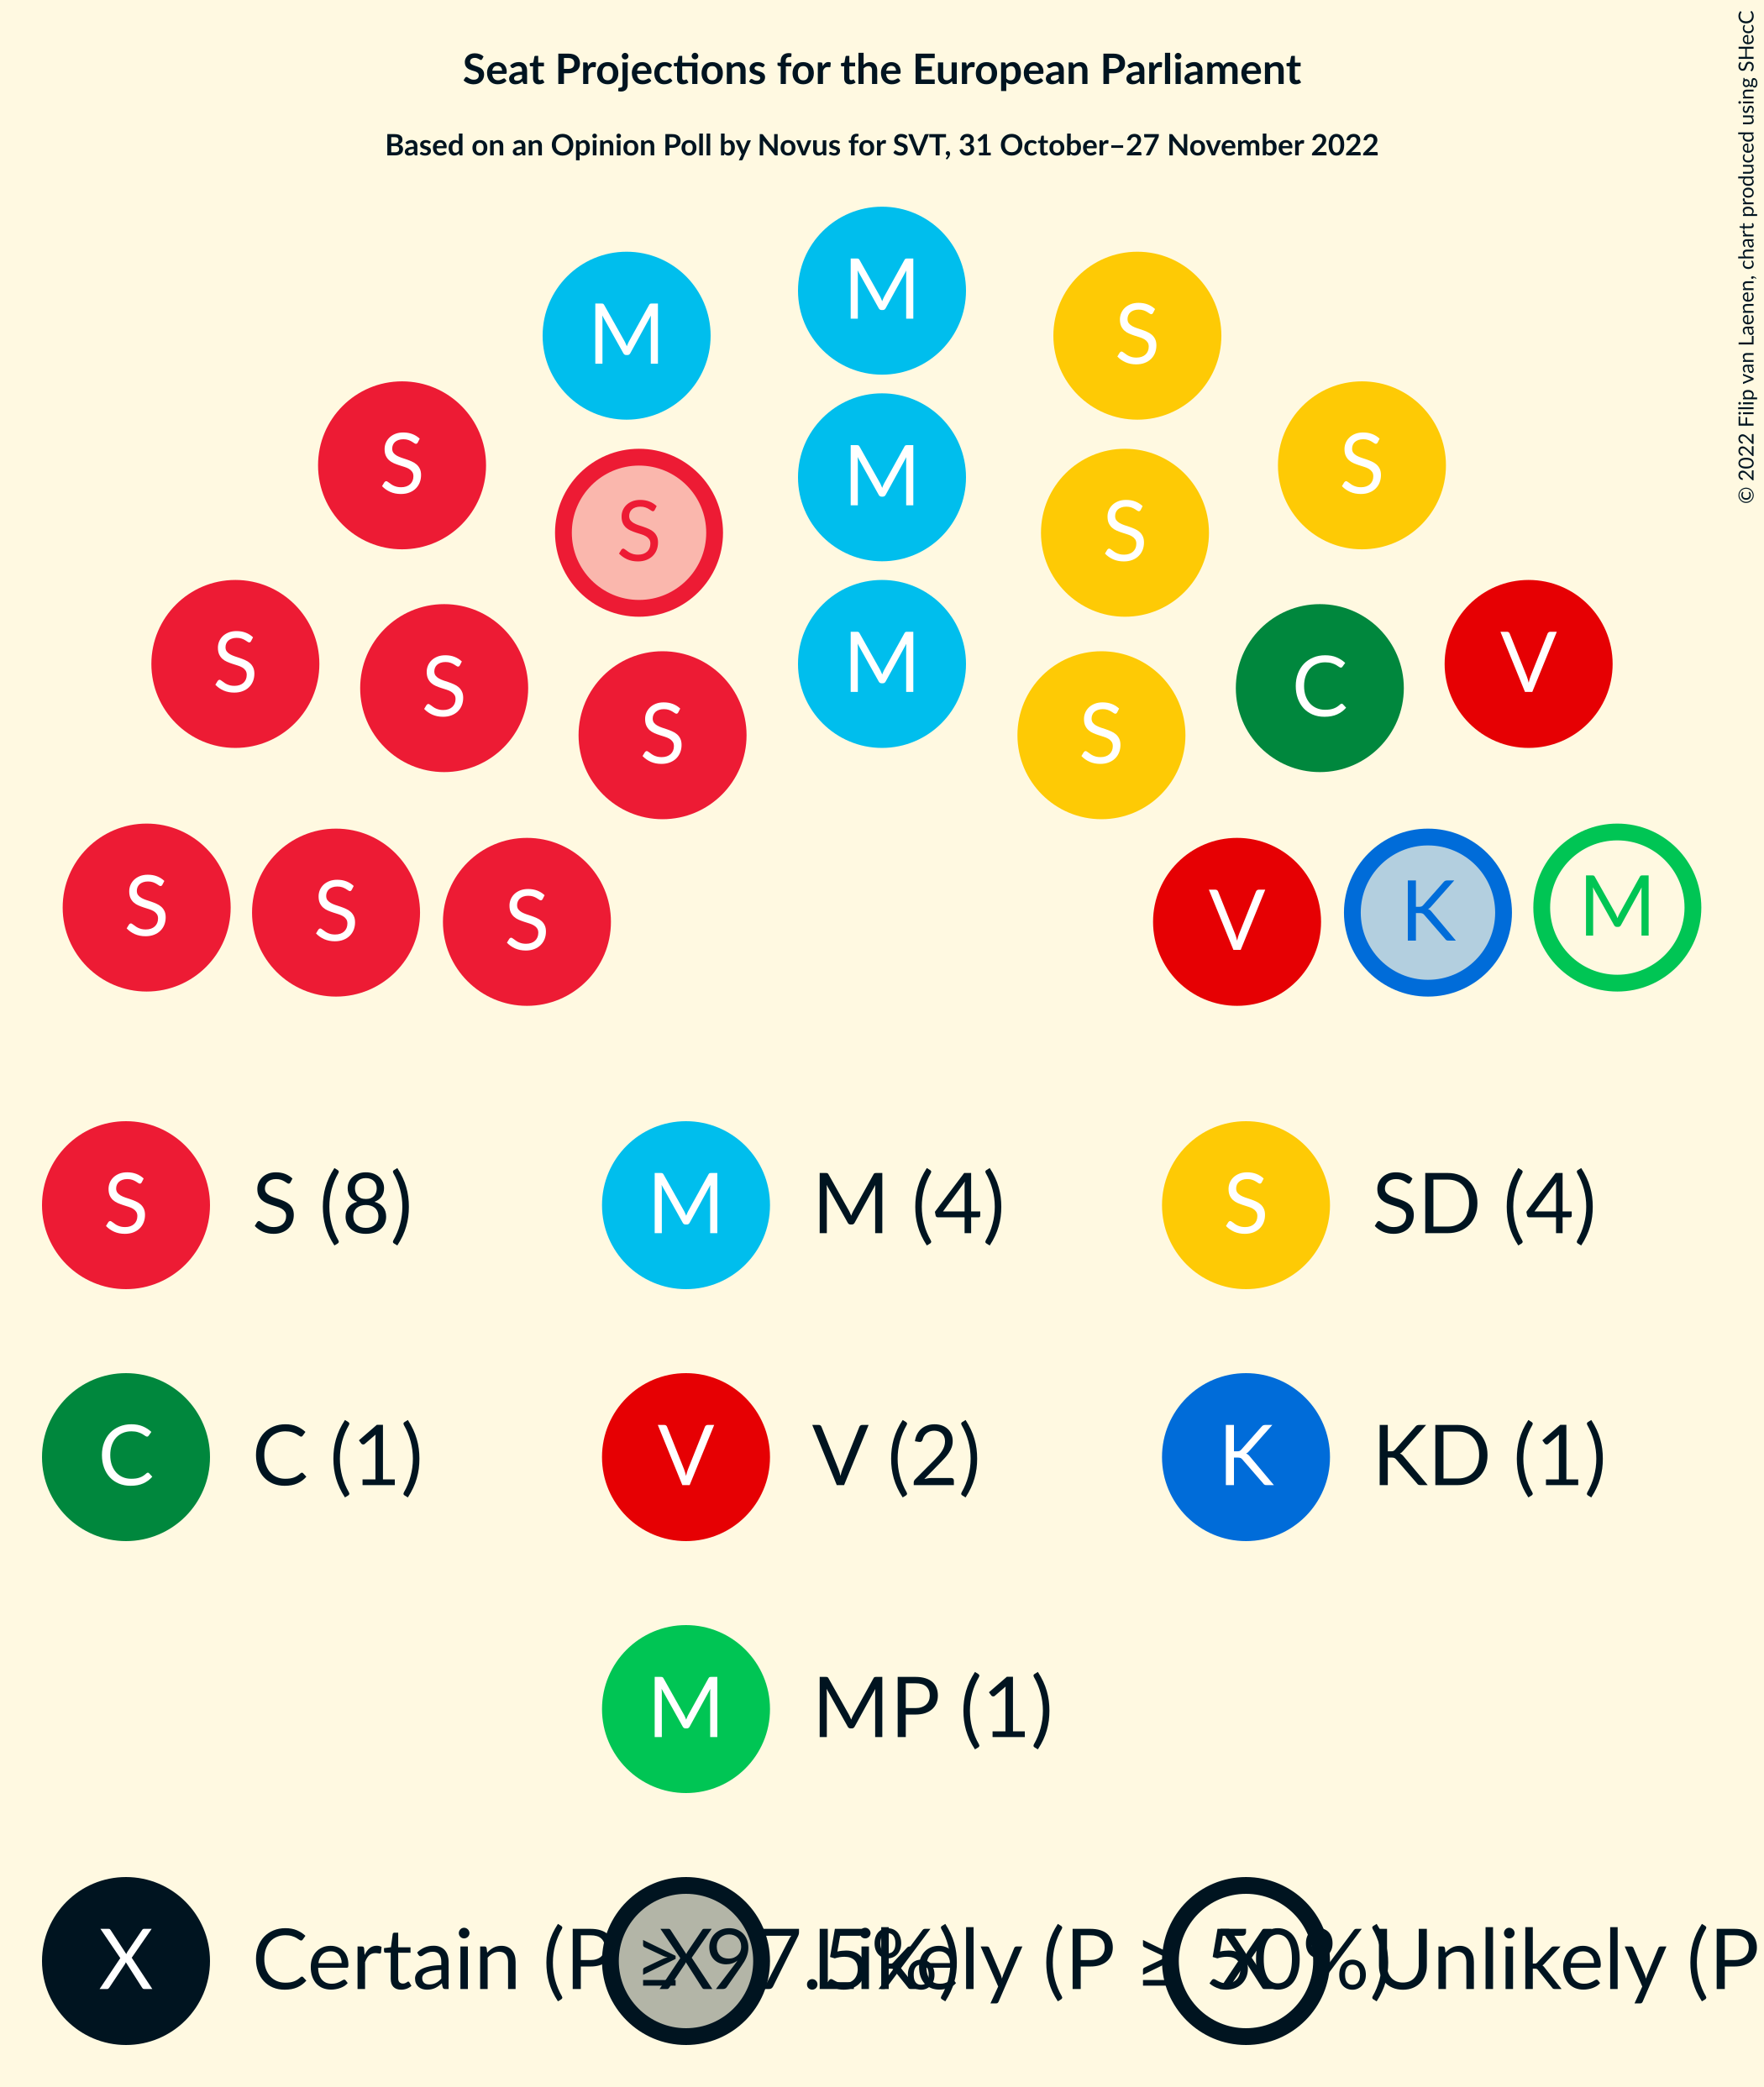 Seat Projections for the European Parliament
Based on an Opinion Poll by Novus for SVT, 31 October–27 November 2022
© 2022 Filip van Laenen, chart produced using SHecC
M
M S
S M S
S S
S M V
S C
S S
S S S V K M
S S (8) M M (4) S SD (4)
C C (1) V V (2) K KD (1)
M MP (1)
X Certain (P ≥ 97.5%) X Likely (P ≥ 50%) X Unlikely (P